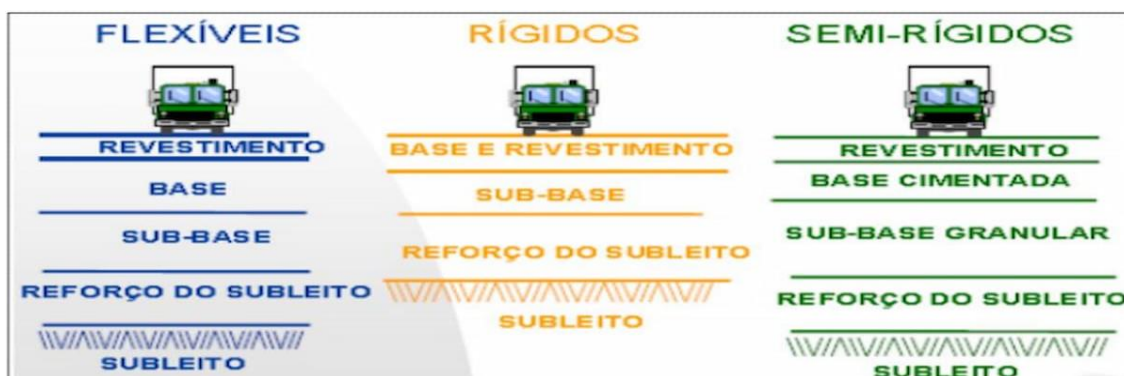 FLEXÍVEIS
REVESTIMENTO
BASE
SUB-BASE
REFORÇO DO SUBLEITO
SUBLEITO
RÍGIDOS
BASE E REVESTIMENTO
SUB-BASE
REFORÇO DO SUBLEITO
SUBLEITO
SEMI-RÍGIDOS
REVESTIMENTO
BASE CIMENTADA
SUB-BASE GRANULAR
REFORÇO DO SUBLEITO
SUBLEITO